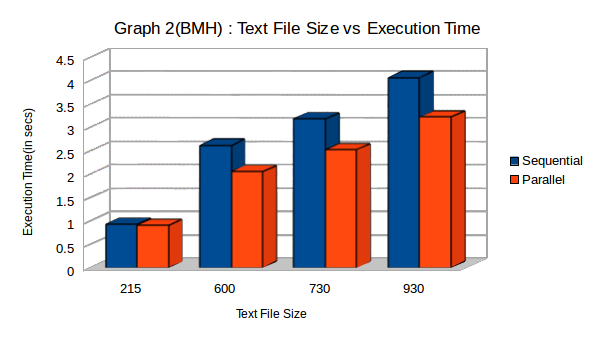 Graph 2(BMH) : Text File Size vs Execution Time
4.5
4
3.5
3
2.5
2
1.5
1
0.5
0
Execution Time(in secs)
215 600 730 930
Text File Size
Sequential
Parallel